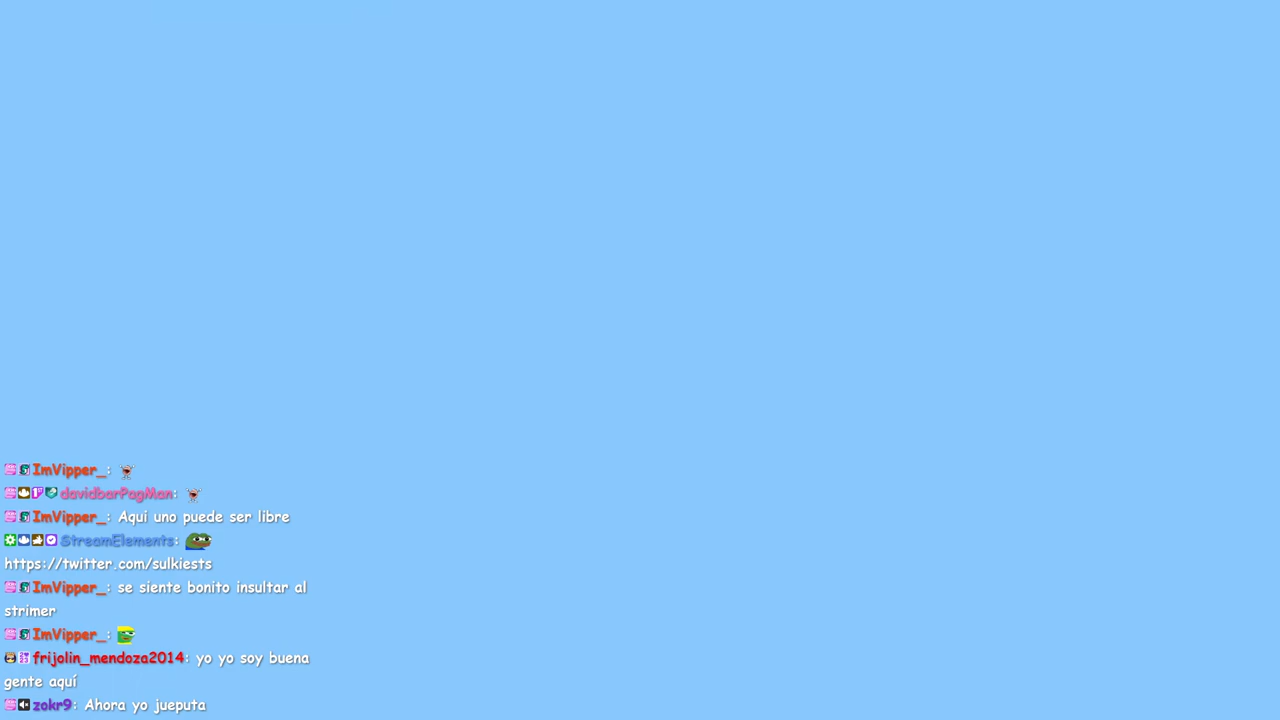 ImVipper_:
davidbarPagMan:
ImVipper_: Aqui uno puede ser libre
StreamElements:
https://twitter.com/sulkiests
ImVipper_: se siente bonito insultar al
strimer
ImVipper_:
frijolin_mendoza2014: yo yo soy buena
gente aquí
zokr9: Ahora yo jueputa